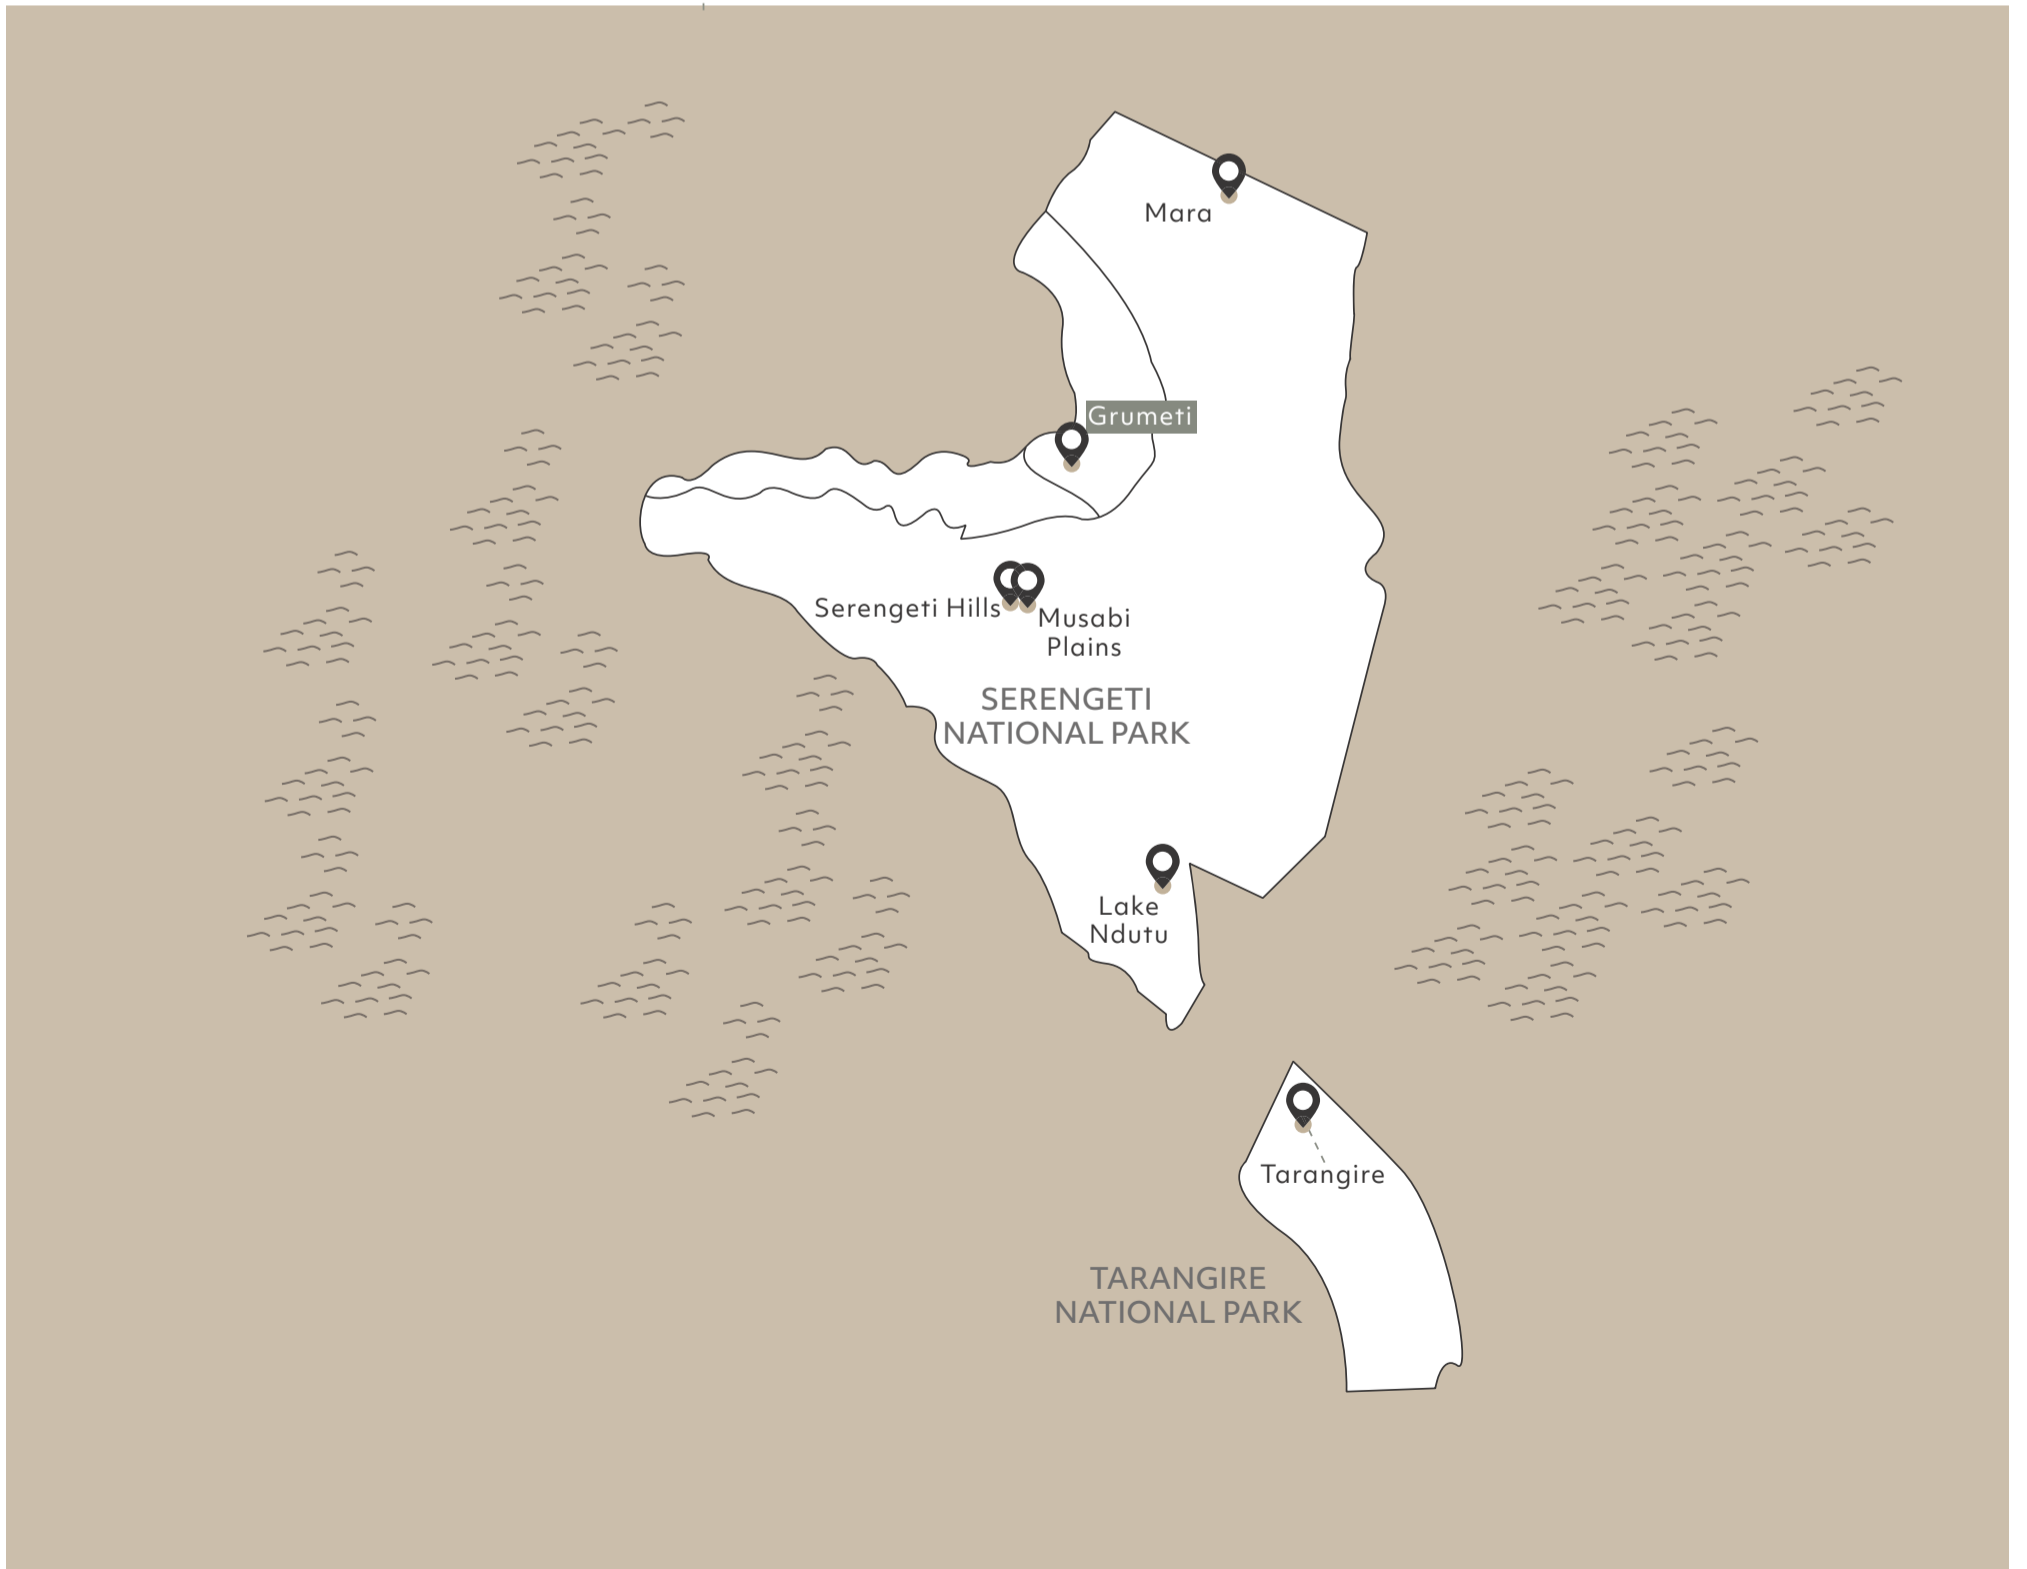 Mara
Grumeti
Serengeti Hills
Musabi
Plains
SERENGETI
NATIONAL PARK
Lake
Ndutu
Tarangire
TARANGIRE
NATIONAL PARK